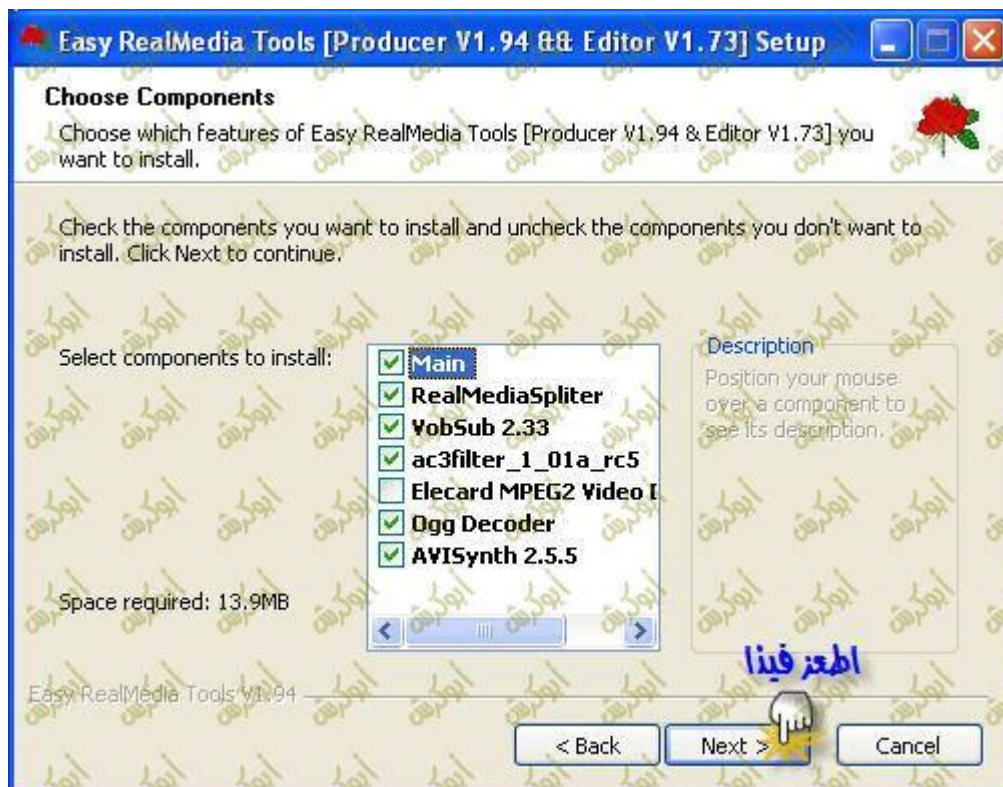 Easy RealMedia Tools [Producer V1.94 && Editor V1.73] Setup
Choose Components
Choose which features of Easy RealMedia Tools [Producer V1.94 & Editor V1.73] you
want to install.
Check the components you want to install and uncheck the components you don't want to
install. Click Next to continue.
Select components to install:
Main
RealMediaSpliter
VobSub 2.33
ac3filter_1_01a_rc5
Elecard MPEG2 Video
Ogg Decoder
AVISynth 2.5.5
Description
Position your mouse
over a component to
see its description.
Space required: 13.9MB
Easy RealMedia Tools V1.94
< Back
Next >
Cancel